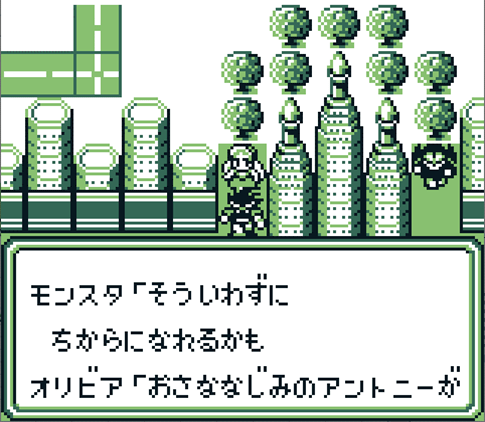 モンスタ「そういわずに
ちからになれるかも
オリビア「おさななじみのアントニーが